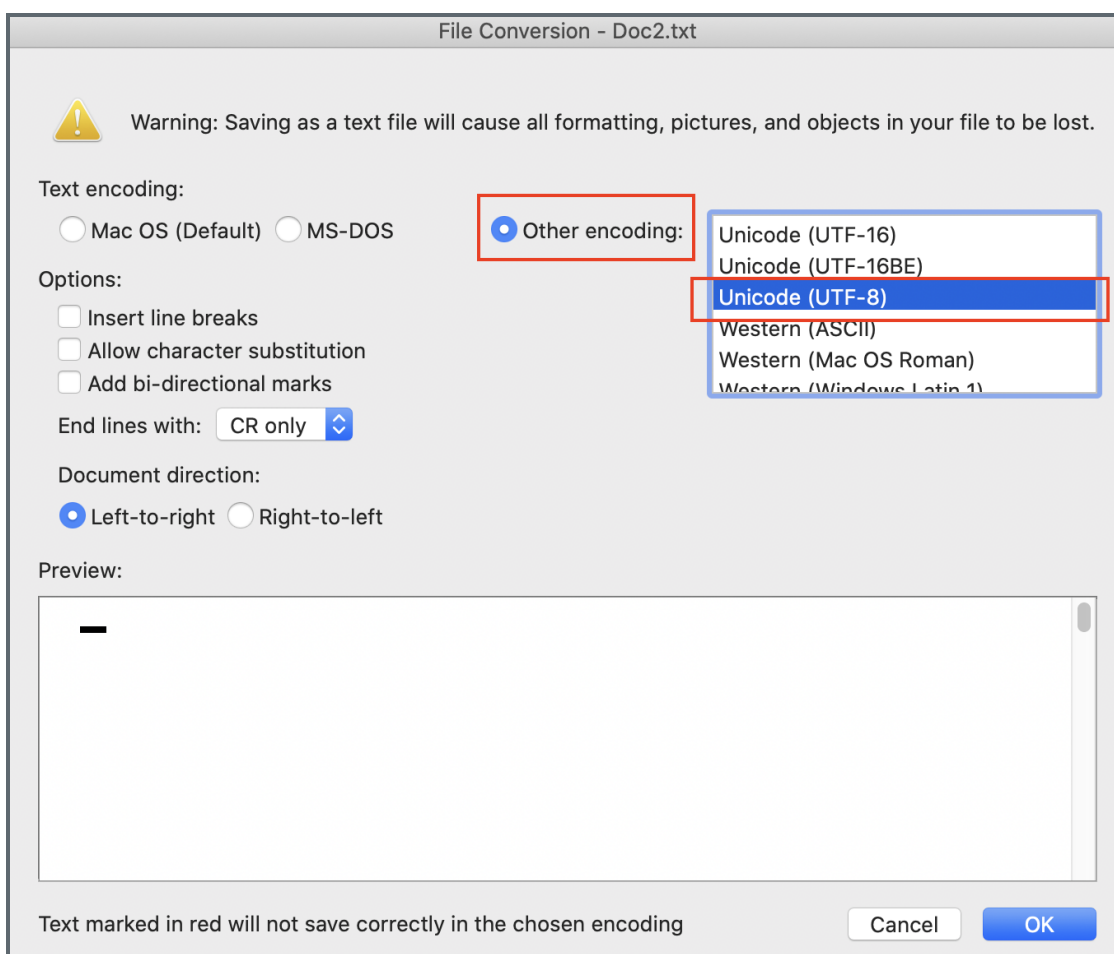 File Conversion - Doc2.txt
Warning: Saving as a text file will cause all formatting, pictures, and objects in your file to be lost.
Text encoding:
Mac OS (Default) MS-DOS Other encoding:
Unicode (UTF-16)
Unicode (UTF-16BE)
Unicode (UTF-8)
Western (ASCII)
Western (Mac OS Roman)
Western (Windows Latin 1)
Options:
Insert line breaks
Allow character substitution
Add bi-directional marks
End lines with: CR only
Document direction:
Left-to-right Right-to-left
Preview:
Text marked in red will not save correctly in the chosen encoding
Cancel OK